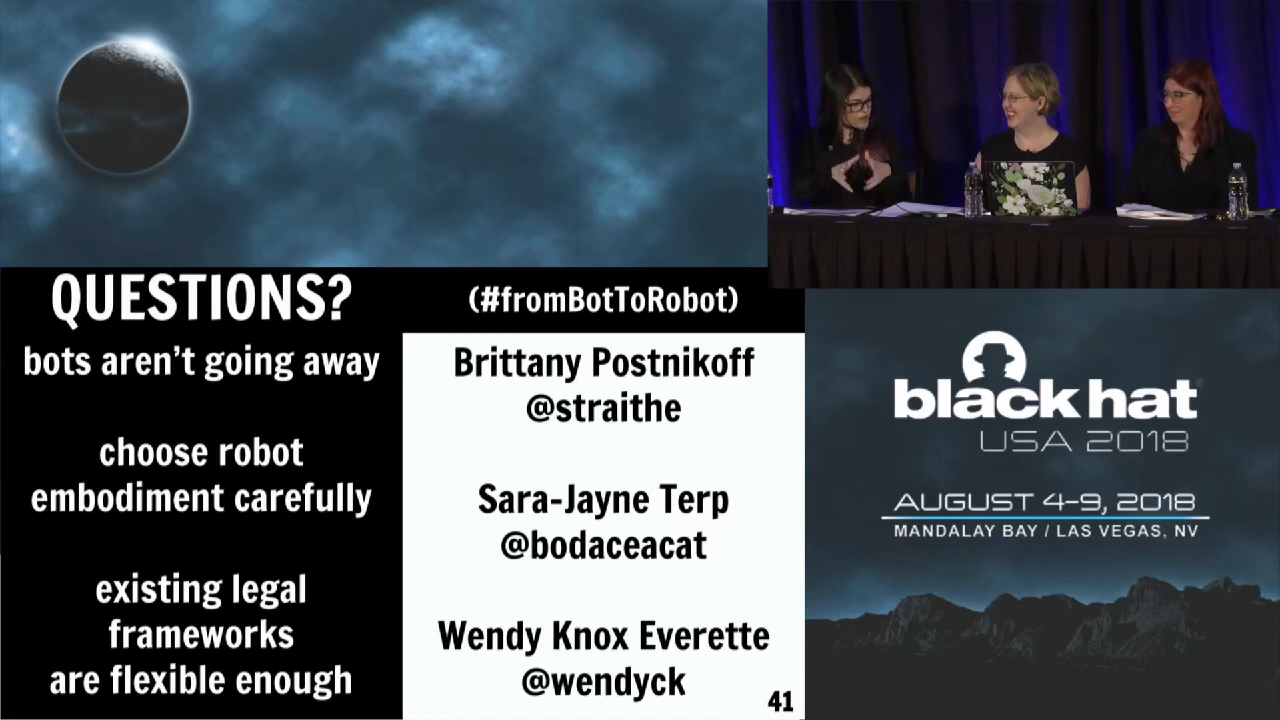 QUESTIONS?
bots aren't going away
choose robot
embodiment carefully
existing legal
frameworks
are flexible enough
(#fromBotToRobot)
Brittany Postnikoff
@straithe
Sara-Jayne Terp
@bodaceacat
Wendy Knox Everette
@wendyck
41
black hat
USA 2018
AUGUST 4-9, 2018
MANDALAY BAY / LAS VEGAS, NV